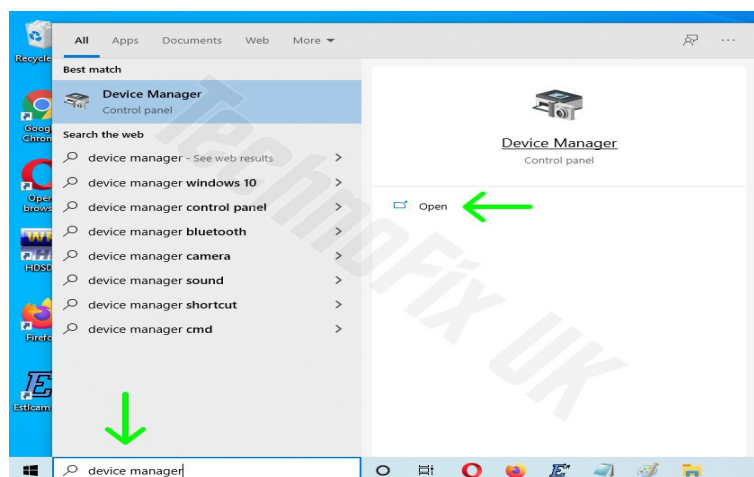 All Apps Documents Web More
Recycle
Best match
Device Manager
Control panel
Google
Chrom
Search the web
device manager - See web results
device manager windows 10
device manager control panel
device manager bluetooth
device manager camera
device manager sound
device manager shortcut
device manager cmd
Device Manager
Control panel
Open
Oper
brows
HDSD
Firefo
Estlcam
TechnoFix UK
device manager